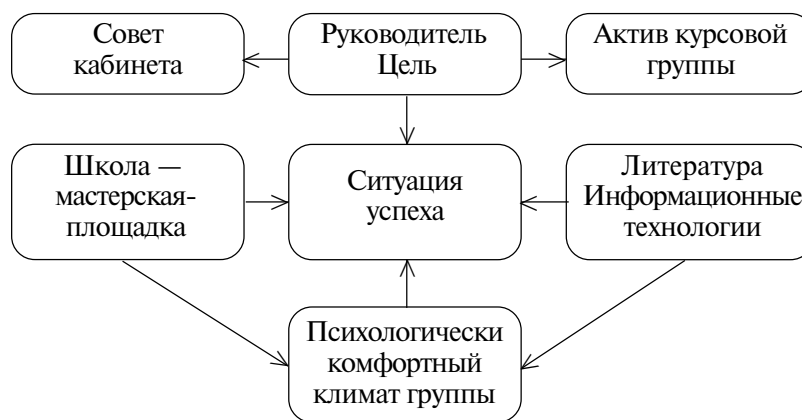 Совет
кабинета
Руководитель
Цель
Актив курсовой
группы
Школа —
мастерская-
площадка
Ситуация
успеха
Литература
Информационные
технологии
Психологически
комфортный
климат группы